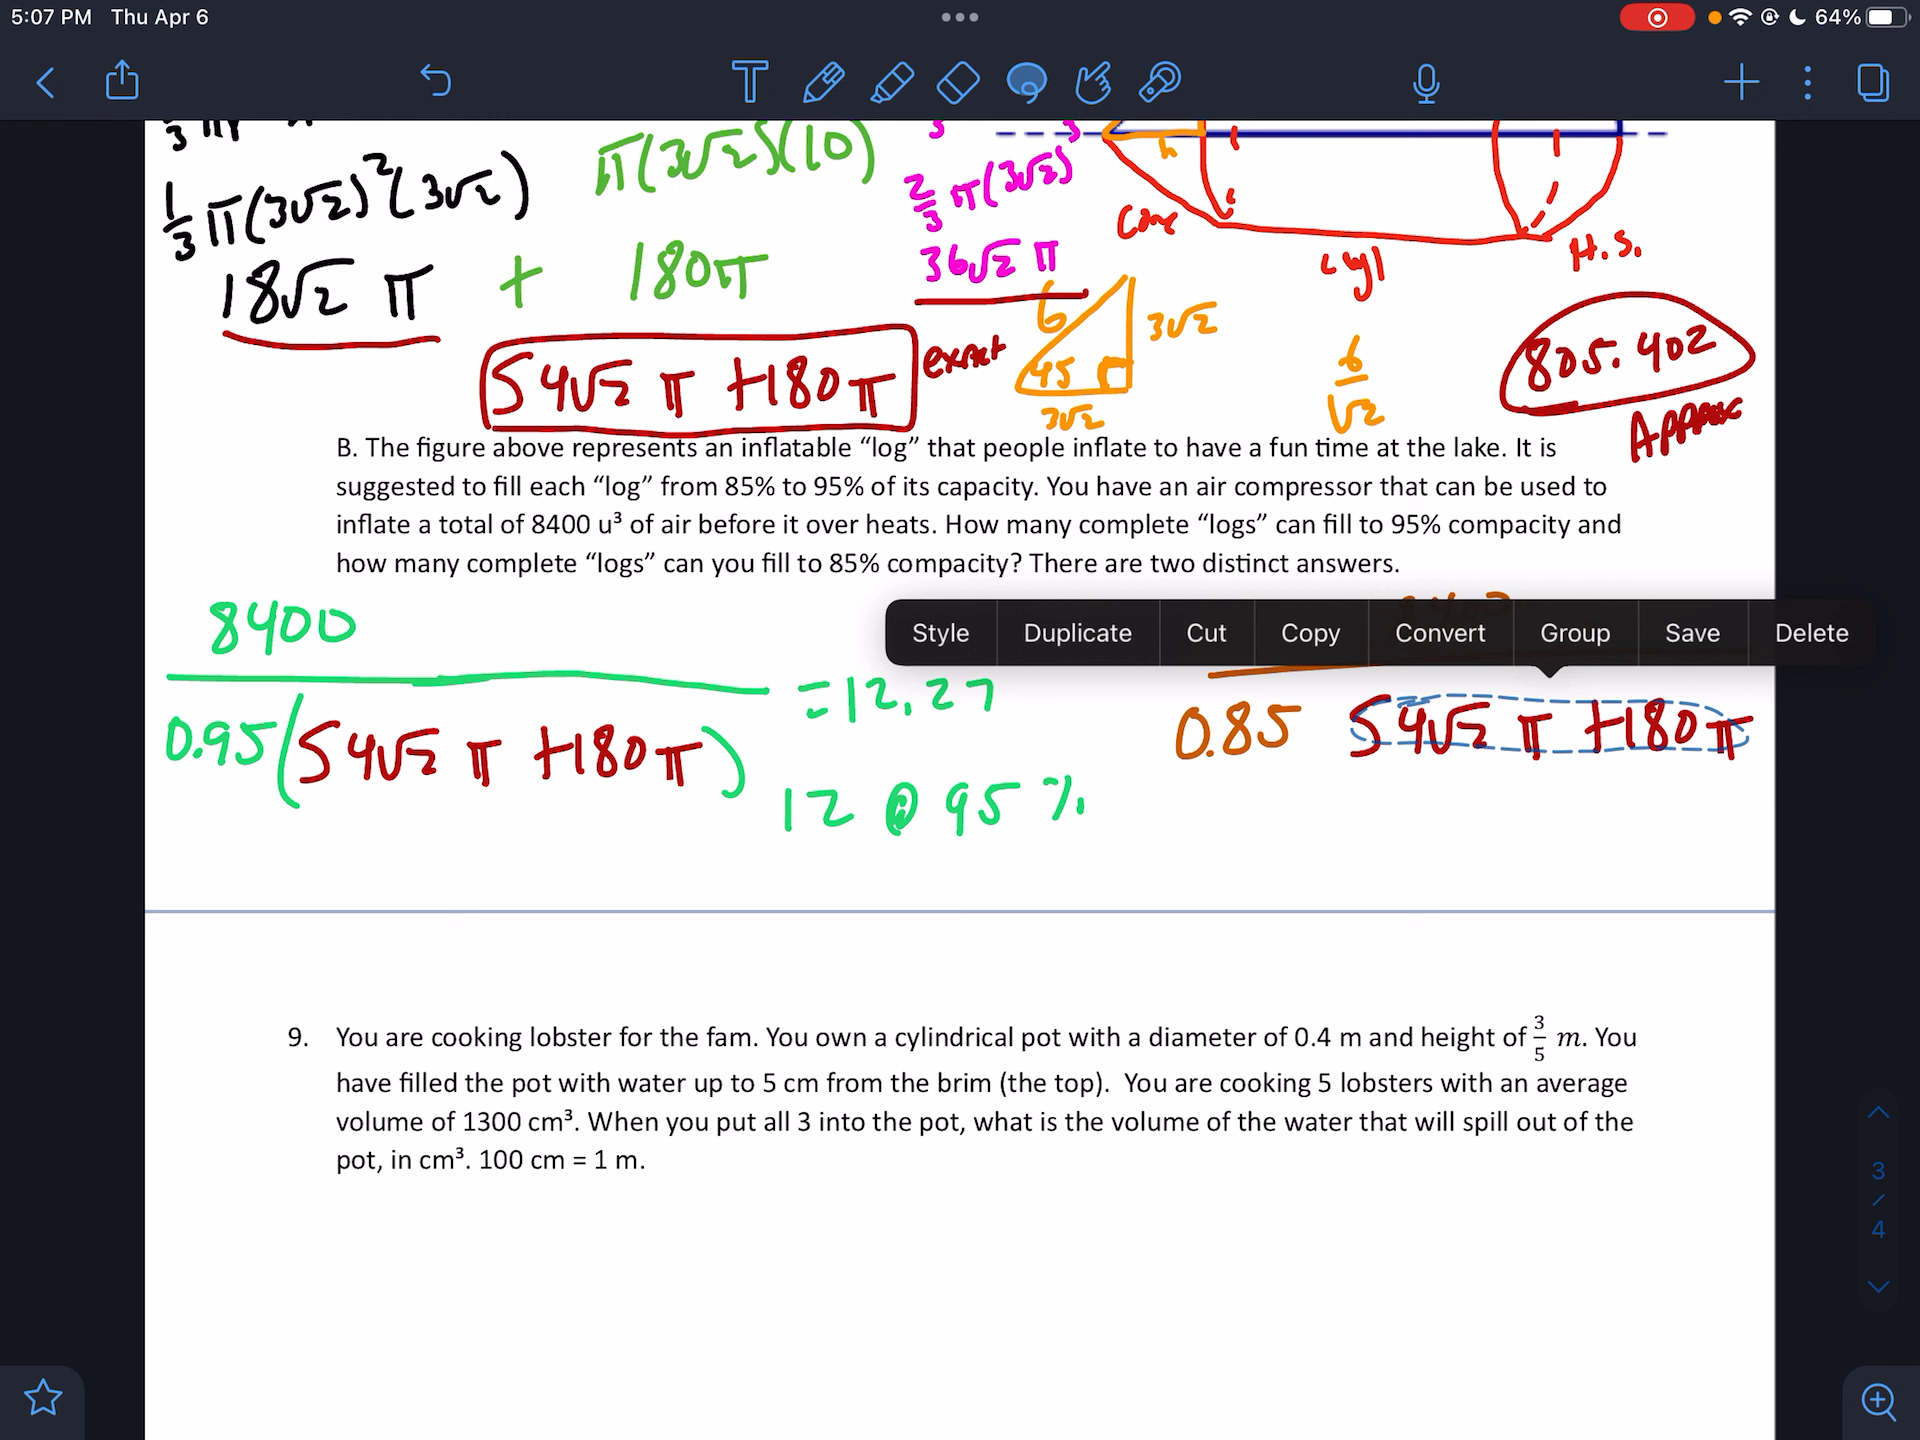 5:07 PM Thu Apr 6
64%
1/3 π(3√2)²(3√2)
π(3√2)²(10)
2/3 π(3√2)³
18√2 π + 180π
36√2 π
Cone
Cyl
H.S.
54√2 π + 180π exact
6
45
3√2
3√2
6/√2
805.402
Approx
B. The figure above represents an inflatable “log” that people inflate to have a fun time at the lake. It is
suggested to fill each “log” from 85% to 95% of its capacity. You have an air compressor that can be used to
inflate a total of 8400 u³ of air before it over heats. How many complete “logs” can fill to 95% compacity and
how many complete “logs” can you fill to 85% compacity? There are two distinct answers.
8400
0.95(54√2 π + 180π)
= 12.27
12 @ 95 %
Style Duplicate Cut Copy Convert Group Save Delete
0.85 54√2 π + 180π
9. You are cooking lobster for the fam. You own a cylindrical pot with a diameter of 0.4 m and height of 3/5 m. You
have filled the pot with water up to 5 cm from the brim (the top). You are cooking 5 lobsters with an average
volume of 1300 cm³. When you put all 3 into the pot, what is the volume of the water that will spill out of the
pot, in cm³. 100 cm = 1 m.
3
/
4